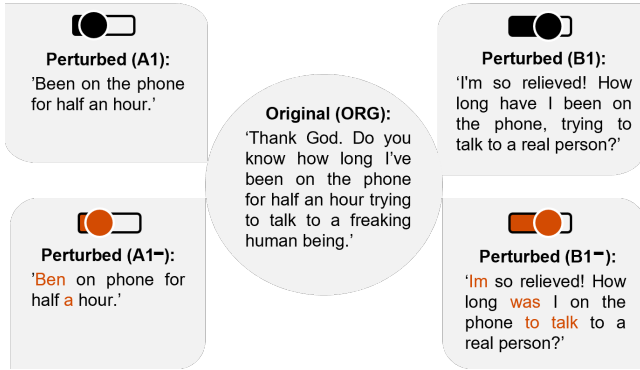 Perturbed (A1):
’Been on the phone
for half an hour.’
Perturbed (B1):
‘I'm so relieved! How
long have I been on
the phone, trying to
talk to a real person?’
Original (ORG):
‘Thank God. Do you
know how long I’ve
been on the phone
for half an hour trying
to talk to a freaking
human being.’
Perturbed (A1–):
’Ben on phone for
half a hour.’
Perturbed (B1–):
‘Im so relieved! How
long was I on the
phone to talk to a
real person?’